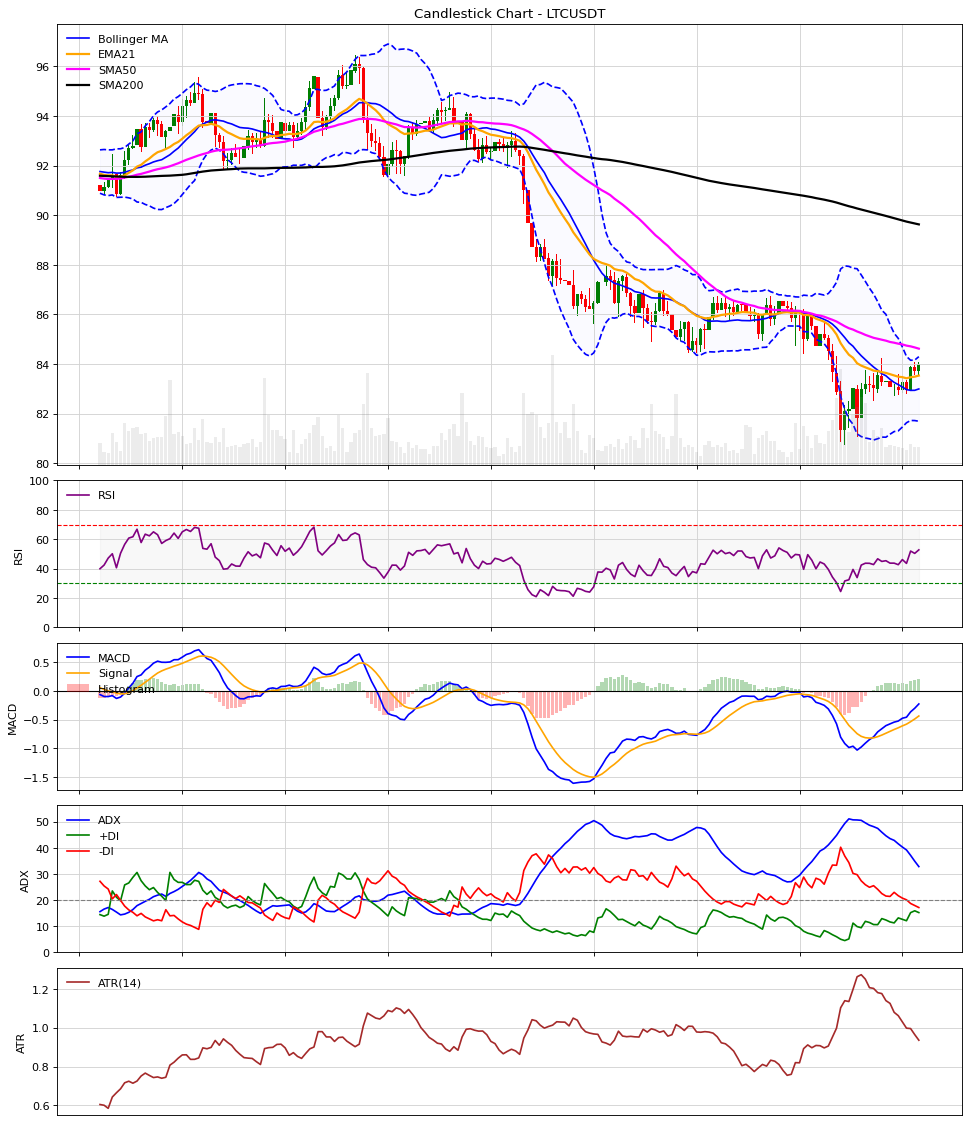 Candlestick Chart - LTCUSDT
Bollinger MA
EMA21
SMA50
SMA200
96
94
92
90
88
86
84
82
80
RSI
100
80
60
40
20
0
RSI
MACD
Signal
Histogram
0.5
0.0
−0.5
−1.0
−1.5
MACD
ADX
+DI
-DI
50
40
30
20
10
0
ADX
ATR(14)
1.2
1.0
0.8
0.6
ATR